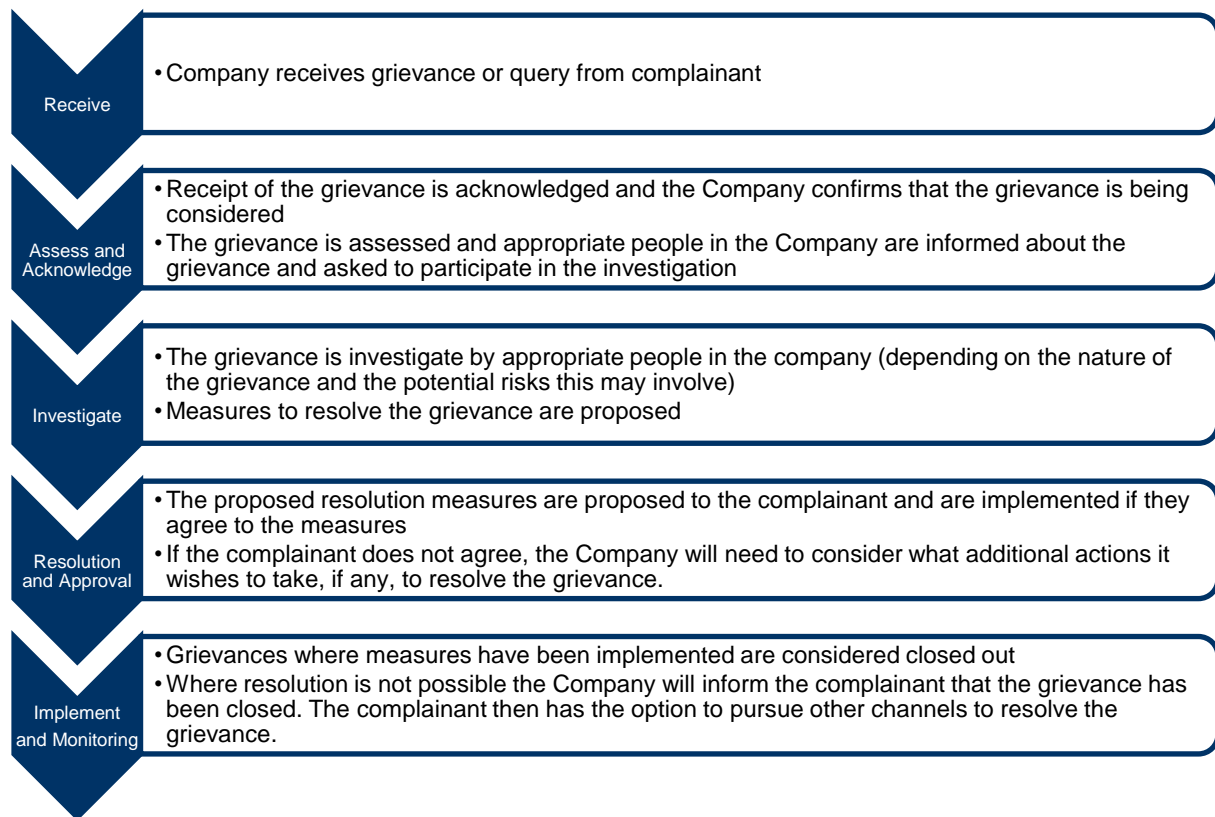 Receive
•Company receives grievance or query from complainant
Assess and
Acknowledge
•Receipt of the grievance is acknowledged and the Company confirms that the grievance is being
considered
•The grievance is assessed and appropriate people in the Company are informed about the
grievance and asked to participate in the investigation
Investigate
•The grievance is investigate by appropriate people in the company (depending on the nature of
the grievance and the potential risks this may involve)
•Measures to resolve the grievance are proposed
Resolution
and Approval
•The proposed resolution measures are proposed to the complainant and are implemented if they
agree to the measures
•If the complainant does not agree, the Company will need to consider what additional actions it
wishes to take, if any, to resolve the grievance.
Implement
and Monitoring
•Grievances where measures have been implemented are considered closed out
•Where resolution is not possible the Company will inform the complainant that the grievance has
been closed. The complainant then has the option to pursue other channels to resolve the
grievance.